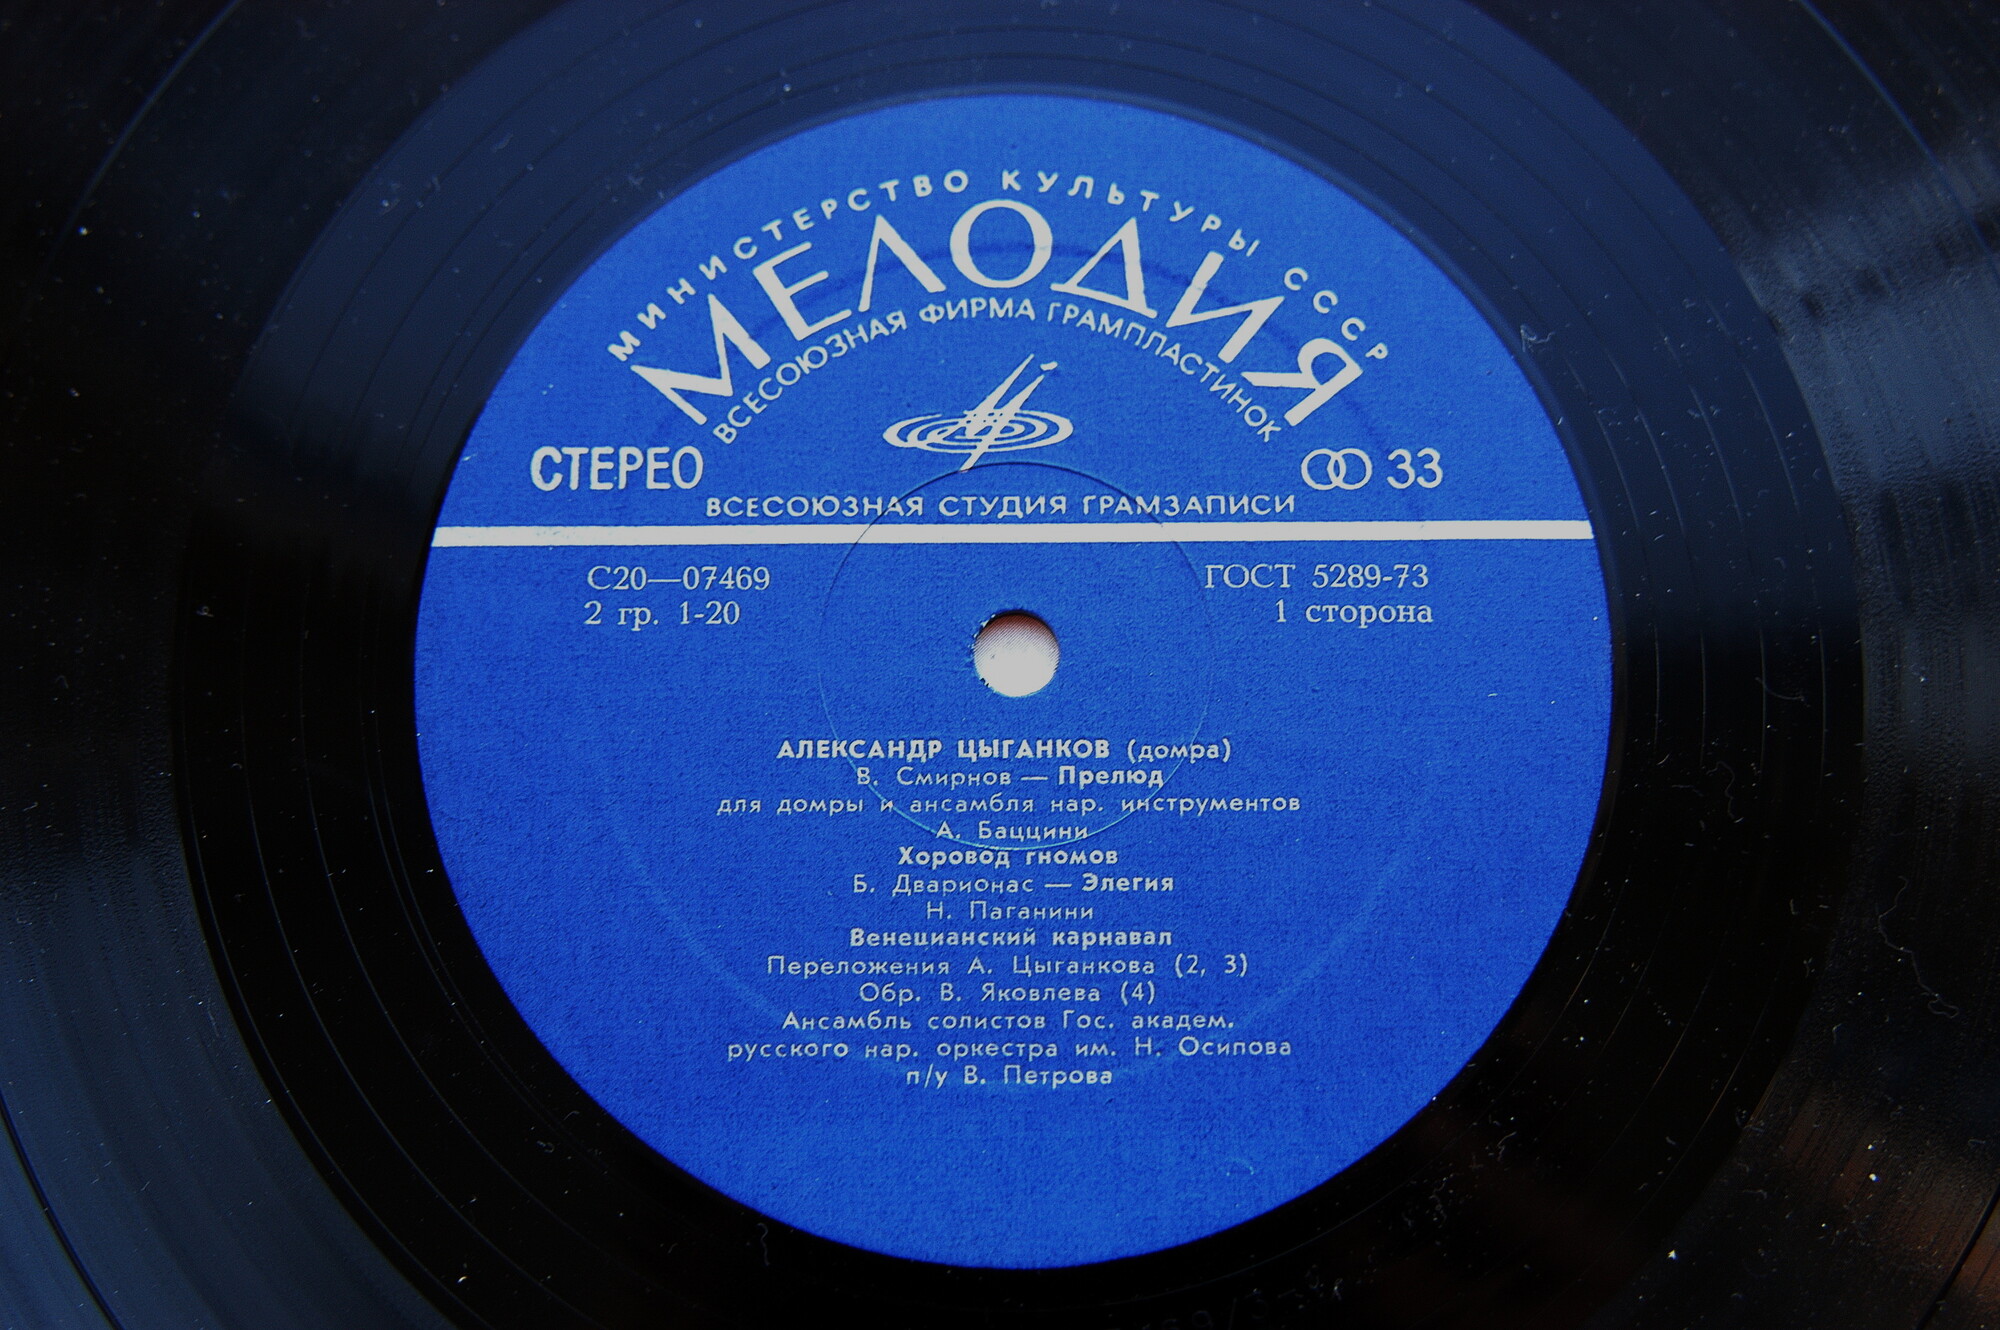 МИНИСТЕРСТВО КУЛЬТУРЫ СССР
МЕЛОДИЯ
ВСЕСОЮЗНАЯ ФИРМА ГРАМПЛАСТИНОК
СТЕРЕО
33
ВСЕСОЮЗНАЯ СТУДИЯ ГРАМЗАПИСИ
С20—07469
ГОСТ 5289-73
2 гр. 1-20
1 сторона
АЛЕКСАНДР ЦЫГАНКОВ (домра)
В. Смирнов — Прелюд
для домры и ансамбля нар. инструментов
А. Баццини
Хоровод гномов
Б. Дварионас — Элегия
Н. Паганини
Венецианский карнавал
Переложения А. Цыганкова (2, 3)
Обр. В. Яковлева (4)
Ансамбль солистов Гос. академ.
русского нар. оркестра им. Н. Осипова
п/у В. Петрова